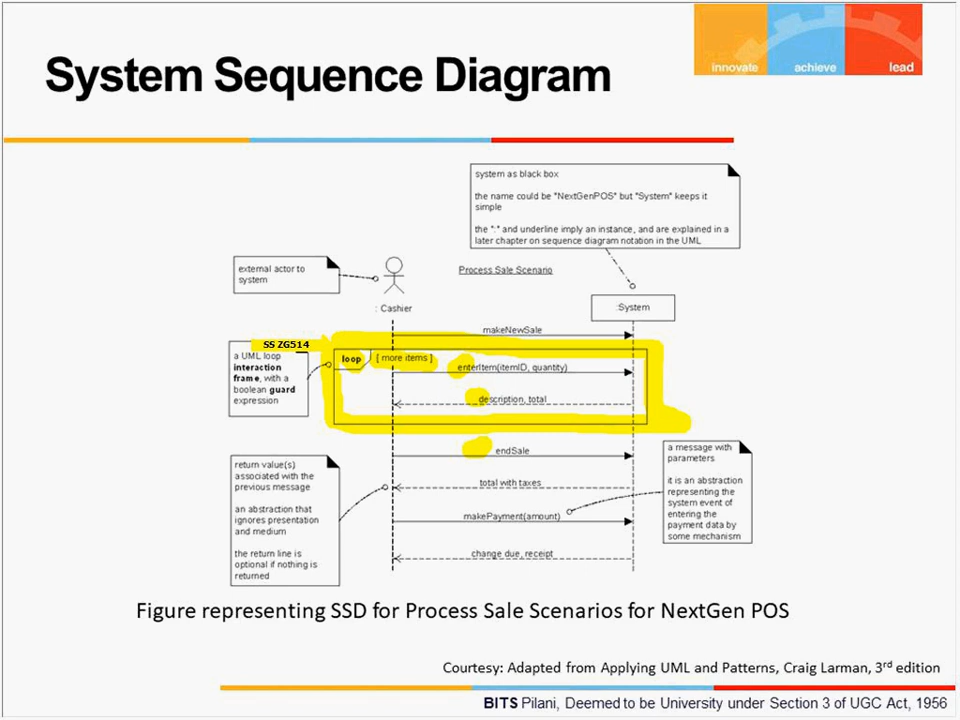 innovate achieve lead
System Sequence Diagram
system as black box
the name could be "NextGenPOS" but "System" keeps it
simple
the ":" and underline imply an instance, and are explained in a
later chapter on sequence diagram notation in the UML
external actor to
system
Process Sale Scenario
: Cashier
:System
makeNewSale
SS ZG514
a UML loop
interaction
frame, with a
boolean guard
expression
loop [ more items ]
enterItem(itemID, quantity)
description, total
endSale
total with taxes
makePayment(amount)
change due, receipt
return value(s)
associated with the
previous message
an abstraction that
ignores presentation
and medium
the return line is
optional if nothing is
returned
a message with
parameters
it is an abstraction
representing the
system event of
entering the
payment data by
some mechanism
Figure representing SSD for Process Sale Scenarios for NextGen POS
Courtesy: Adapted from Applying UML and Patterns, Craig Larman, 3rd edition
BITS Pilani, Deemed to be University under Section 3 of UGC Act, 1956